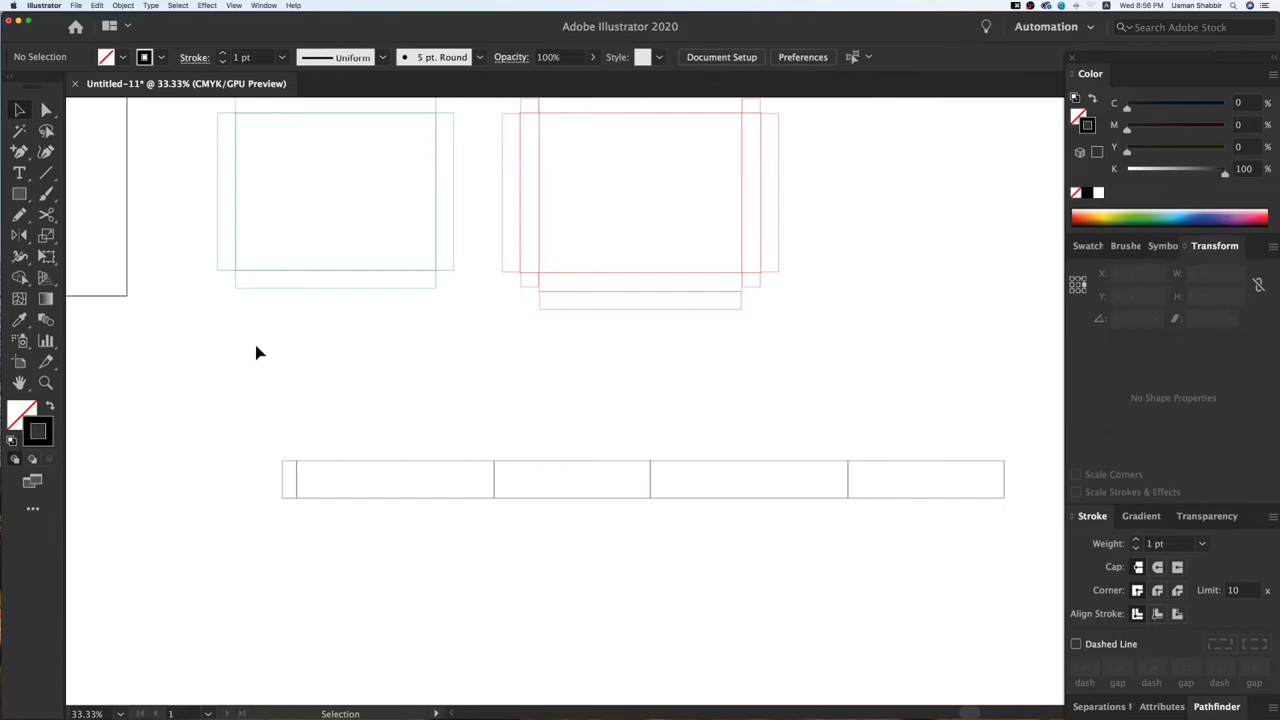 Illustrator File Edit Object Type Select Effect View Window Help
Wed 8:56 PM Usman Shabbir
Adobe Illustrator 2020
Automation
Search Adobe Stock
No Selection
Stroke: 1 pt
Uniform
5 pt. Round
Opacity: 100%
Style:
Document Setup
Preferences
Untitled-11* @ 33.33% (CMYK/GPU Preview)
Color
C 0 %
M 0 %
Y 0 %
K 100 %
Swatch Brushe Symbo Transform
X: W:
Y: H:
No Shape Properties
Scale Corners
Scale Strokes & Effects
Stroke Gradient Transparency
Weight: 1 pt
Cap:
Corner: Limit: 10 x
Align Stroke:
Dashed Line
dash gap dash gap dash gap
Separations P Attributes Pathfinder
33.33% 1 Selection